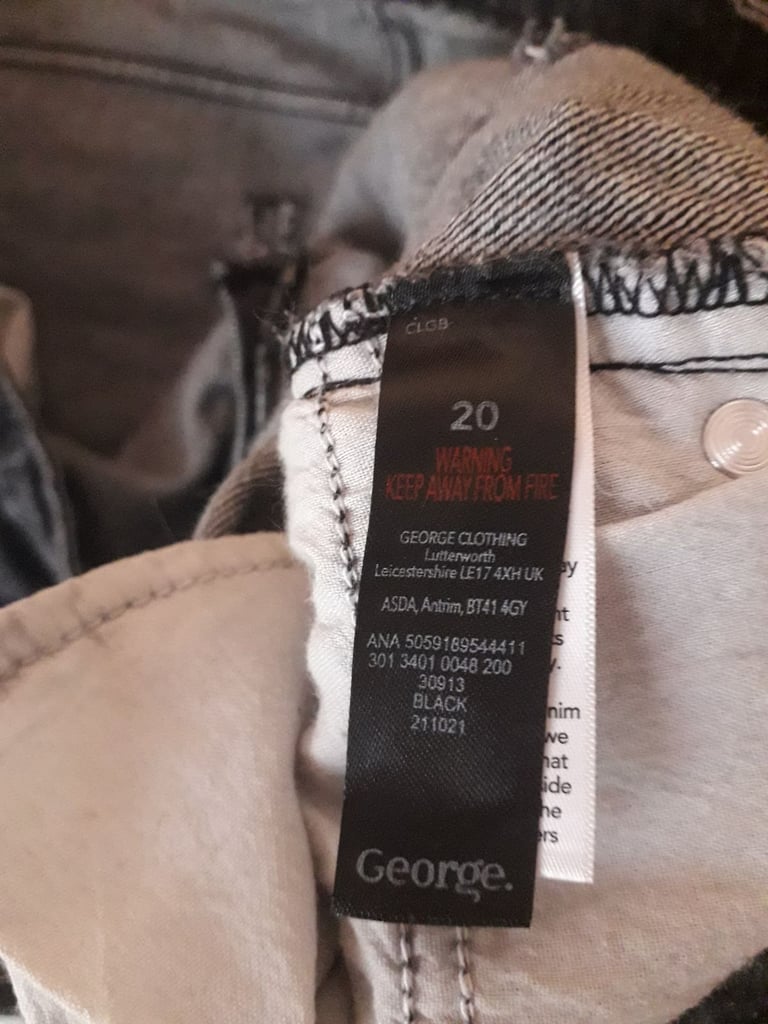 CLGB
20
WARNING
KEEP AWAY FROM FIRE
GEORGE CLOTHING
Lutterworth
Leicestershire LE17 4XH UK
ASDA, Antrim, BT41 4GY
ANA 5059189544411
301 3401 0048 200
30913
BLACK
211021
George.